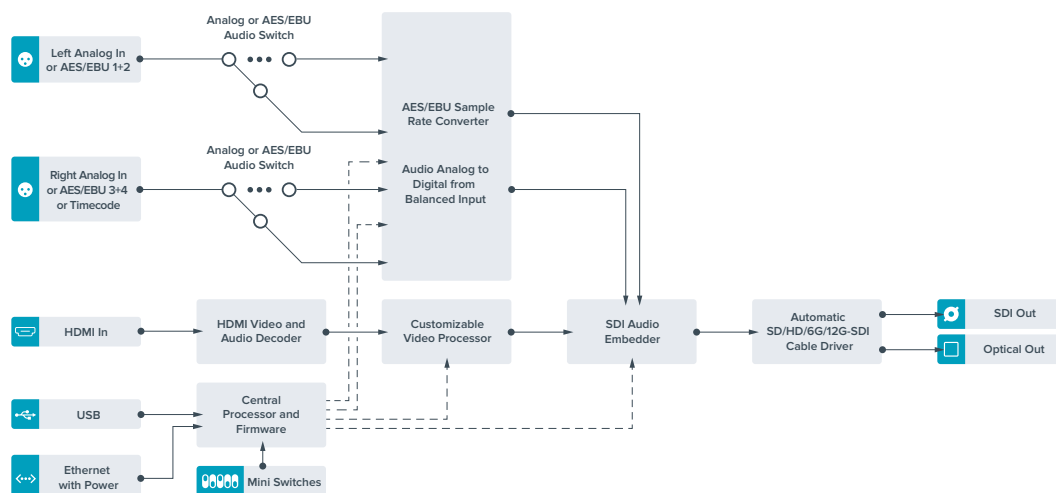 Analog or AES/EBU
Audio Switch
Left Analog In
or AES/EBU 1+2
AES/EBU Sample
Rate Converter
Analog or AES/EBU
Audio Switch
Right Analog In
or AES/EBU 3+4
or Timecode
Audio Analog to
Digital from
Balanced Input
HDMI In
HDMI Video and
Audio Decoder
Customizable
Video Processor
SDI Audio
Embedder
Automatic
SD/HD/6G/12G-SDI
Cable Driver
SDI Out
Optical Out
USB
Central
Processor and
Firmware
Ethernet
with Power
Mini Switches